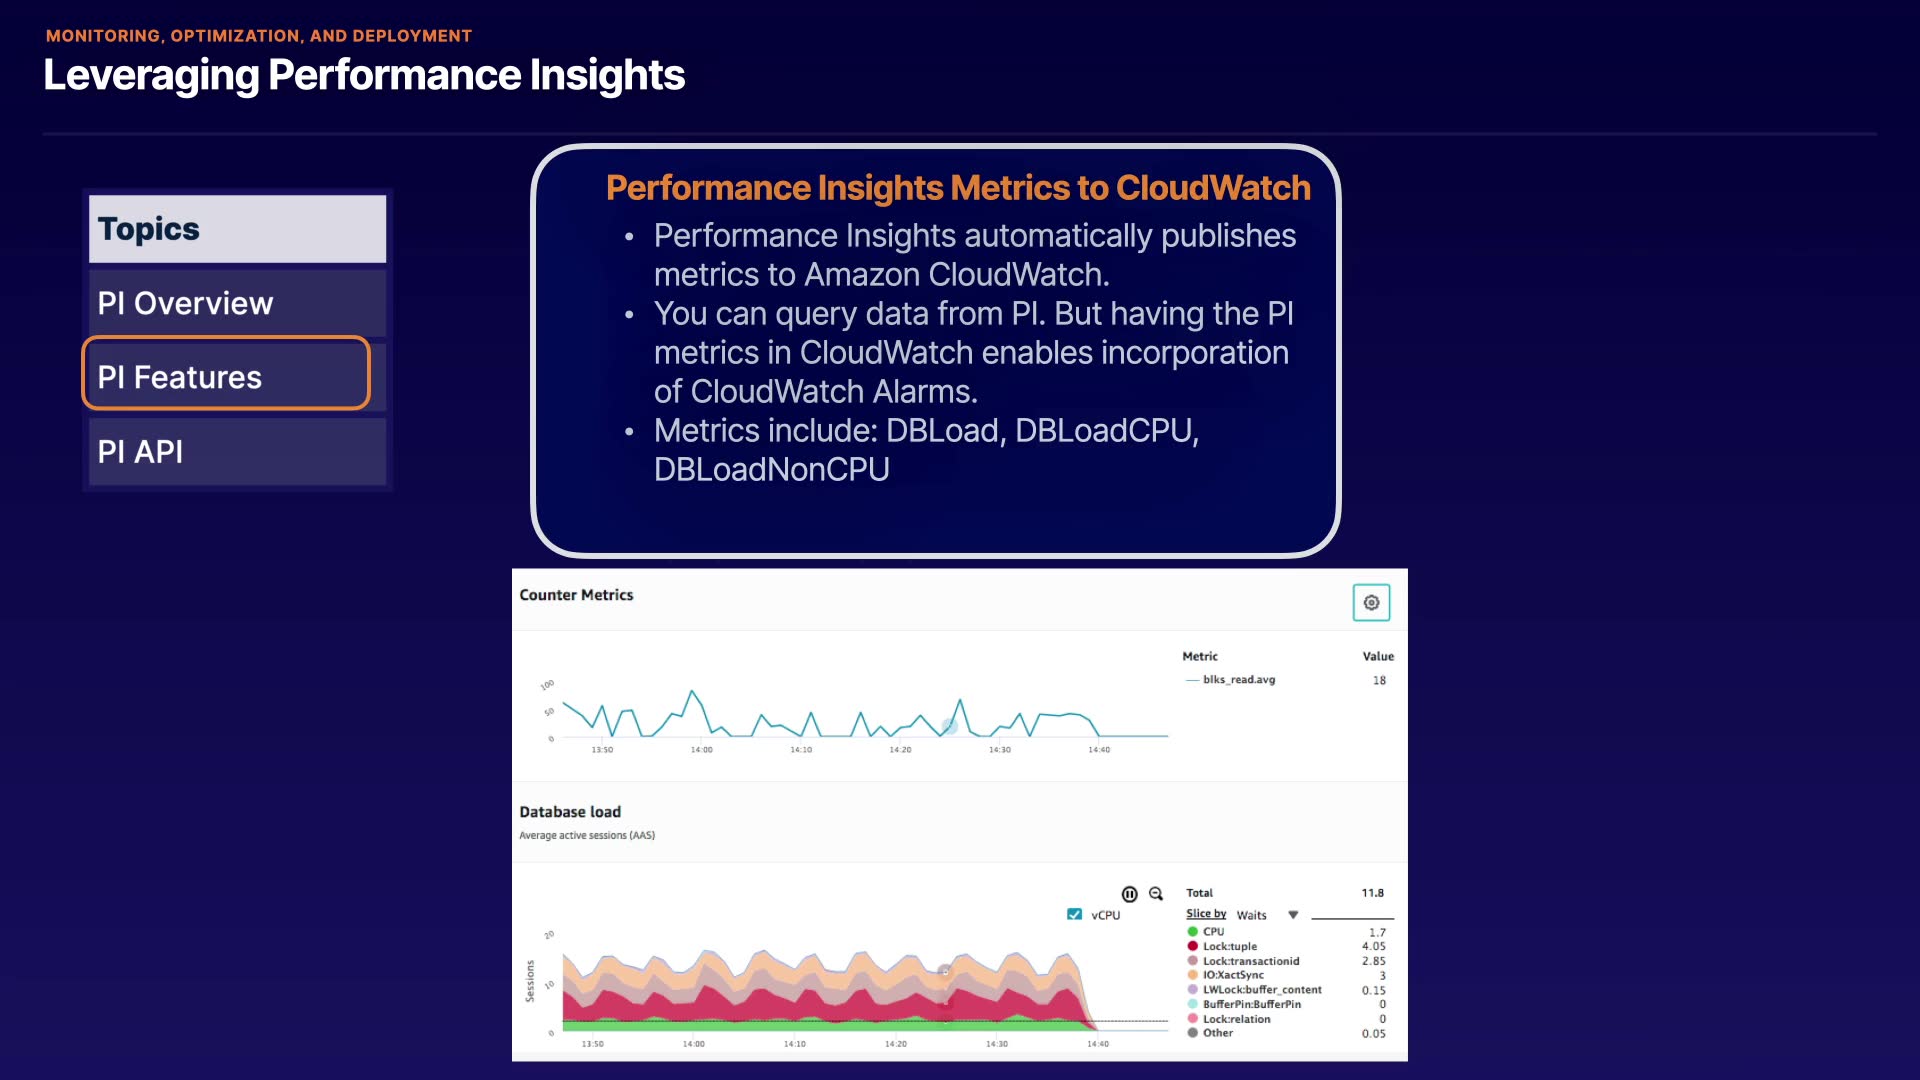 MONITORING, OPTIMIZATION, AND DEPLOYMENT
Leveraging Performance Insights
Topics
PI Overview
PI Features
PI API
Performance Insights Metrics to CloudWatch
• Performance Insights automatically publishes
metrics to Amazon CloudWatch.
• You can query data from PI. But having the PI
metrics in CloudWatch enables incorporation
of CloudWatch Alarms.
• Metrics include: DBLoad, DBLoadCPU,
DBLoadNonCPU
Counter Metrics
Metric Value
blks_read.avg 18
100
50
0
13:50 14:00 14:10 14:20 14:30 14:40
Database load
Average active sessions (AAS)
vCPU
Total 11.8
Slice by Waits
CPU 1.7
Lock:tuple 4.05
Lock:transactionid 2.85
IO:XactSync 3
LWLock:buffer_content 0.15
BufferPin:BufferPin 0
Lock:relation 0
Other 0.05
Sessions
20
10
0
13:50 14:00 14:10 14:20 14:30 14:40